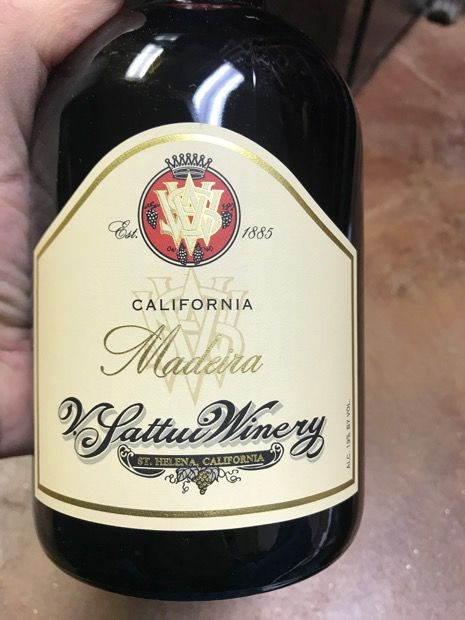 Est. 1885
CALIFORNIA
Madeira
V. Sattui Winery
ST. HELENA, CALIFORNIA
ALC. 19% BY VOL.